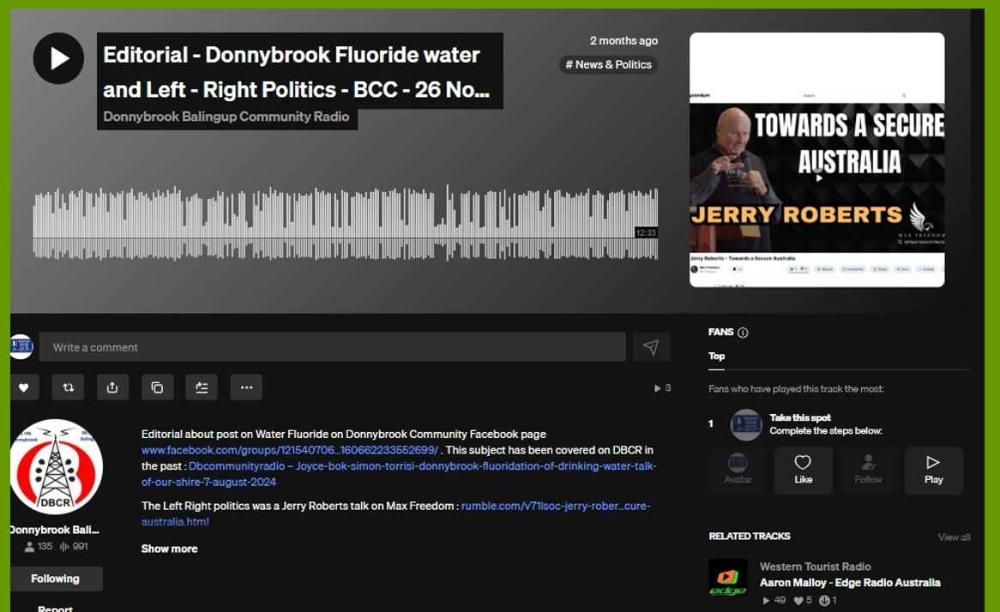 Editorial - Donnybrook Fluoride water
and Left - Right Politics - BCC - 26 No...
Donnybrook Balingup Community Radio
2 months ago
# News & Politics
12:33
premium
Search
TOWARDS A SECURE
AUSTRALIA
JERRY ROBERTS
MAX FREEDOM
X @MaxFreedomMedia
Jerry Roberts - Towards a Secure Australia
Max Freedom
Write a comment
3
Editorial about post on Water Fluoride on Donnybrook Community Facebook page
www.facebook.com/groups/121540706…160662233552699/ . This subject has been covered on DBCR in
the past : Dbcommunityradio – Joyce-bok-simon-torrisi-donnybrook-fluoridation-of-drinking-water-talk-
of-our-shire-7-august-2024
The Left Right politics was a Jerry Roberts talk on Max Freedom : rumble.com/v71lsoc-jerry-rober…cure-
australia.html
Show more
DBCR
Donnybrook Bali...
135 991
Following
Report
FANS
Top
Fans who have played this track the most:
1
Take this spot
Complete the steps below:
Avatar
Like
Follow
Play
RELATED TRACKS
View all
edge
Western Tourist Radio
Aaron Malloy - Edge Radio Australia
49 5 1